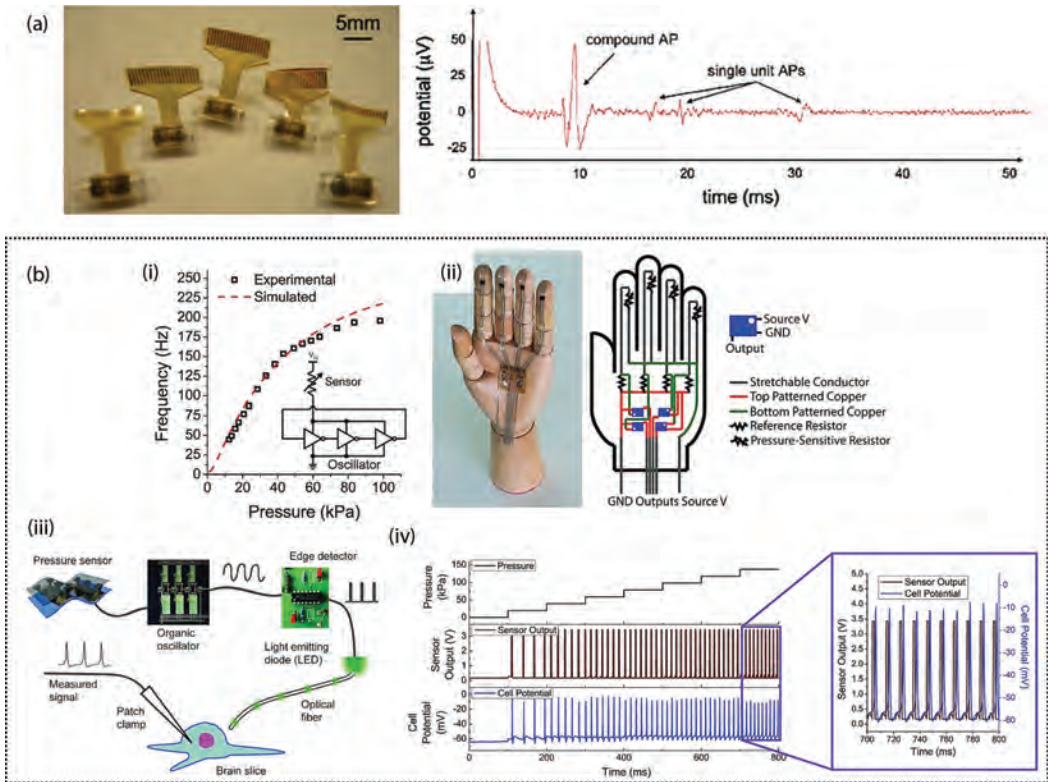 (a)
5mm
potential (µV)
50
25
0
-25
compound AP
single unit APs
0
10
20
30
40
50
time (ms)
(b)
(i)
Frequency (Hz)
250
225
200
175
150
125
100
75
50
25
0
Experimental
Simulated
Sensor
Oscillator
0
20
40
60
80
100
Pressure (kPa)
(ii)
Source V
GND
Output
Stretchable Conductor
Top Patterned Copper
Bottom Patterned Copper
Reference Resistor
Pressure-Sensitive Resistor
GND Outputs Source V
(iii)
Pressure sensor
Organic
oscillator
Edge detector
Light emitting
diode (LED)
Optical
fiber
Measured
signal
Patch
clamp
Brain slice
(iv)
Pressure
(kPa)
150
100
50
0
Pressure
Sensor
Output (V)
3
2
1
0
Sensor Output
Cell
Potential
(mV)
0
-20
-40
-60
Cell Potential
0
200
400
600
800
Time (ms)
Sensor Output (V)
5.0
4.5
4.0
3.5
3.0
2.5
2.0
1.5
1.0
0.5
0.0
Sensor Output
Cell Potential
0
-10
-20
-30
-40
-50
-60
Cell Potential (mV)
700
720
740
760
780
800
Time (ms)